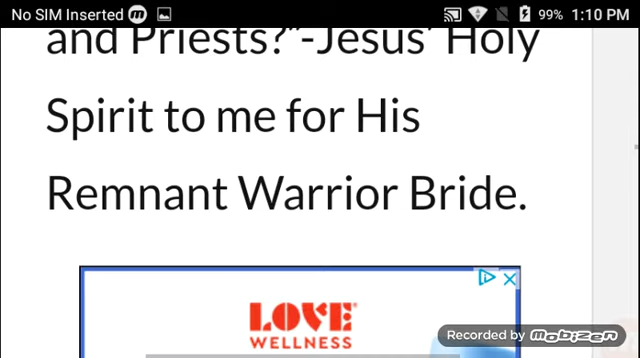 No SIM Inserted 99% 1:10 PM
and Priests?"-Jesus' Holy
Spirit to me for His
Remnant Warrior Bride.
LOVE
WELLNESS
Recorded by mobizen